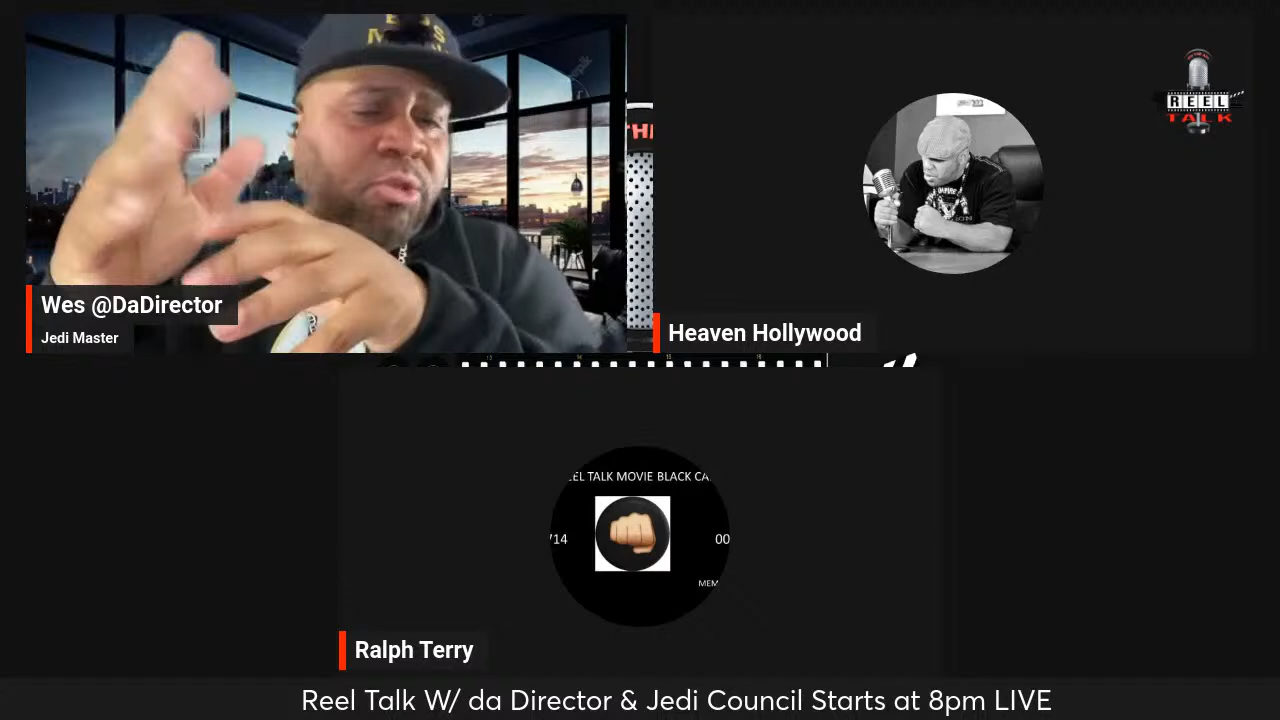 Wes @DaDirector
Jedi Master
Heaven Hollywood
REEL
TALK
EEL TALK MOVIE BLACK CA
714
00
MEM
Ralph Terry
Reel Talk W/ da Director & Jedi Council Starts at 8pm LIVE